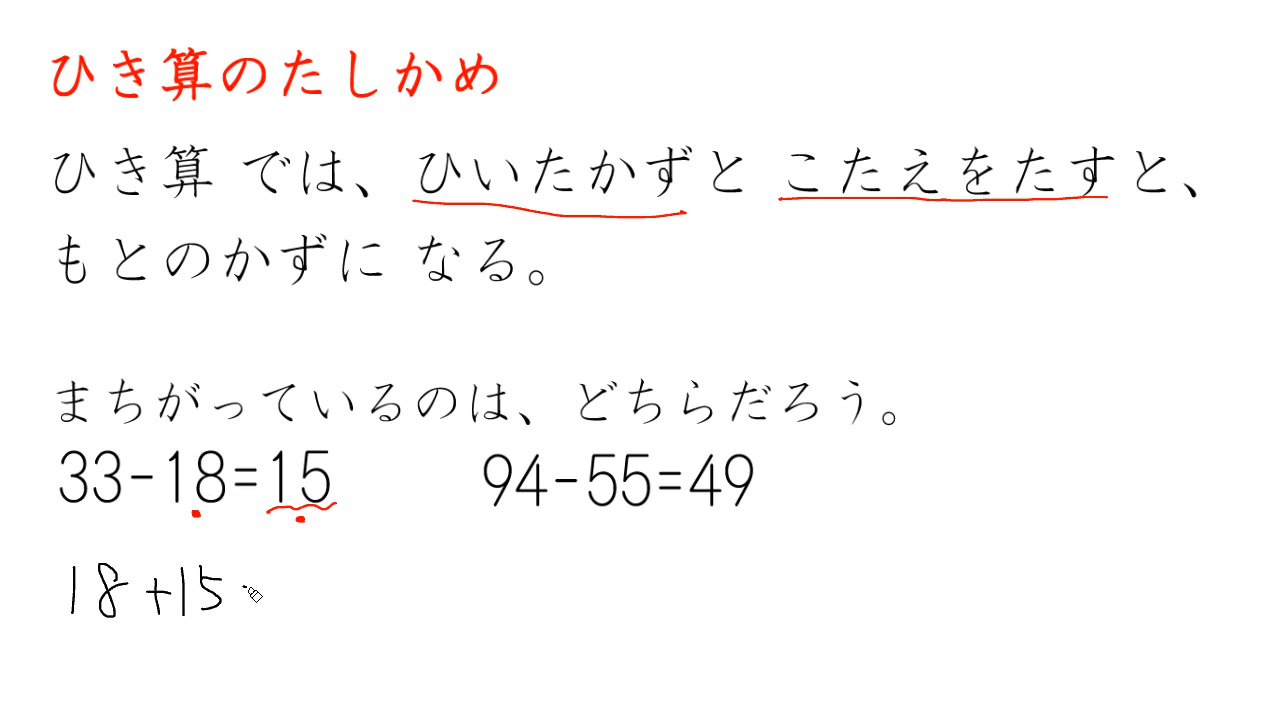 ひき算のたしかめ
ひき算 では、ひいたかずと こたえをたすと、
もとのかずに なる。
まちがっているのは、どちらだろう。
33-18=15 94-55=49
18+15